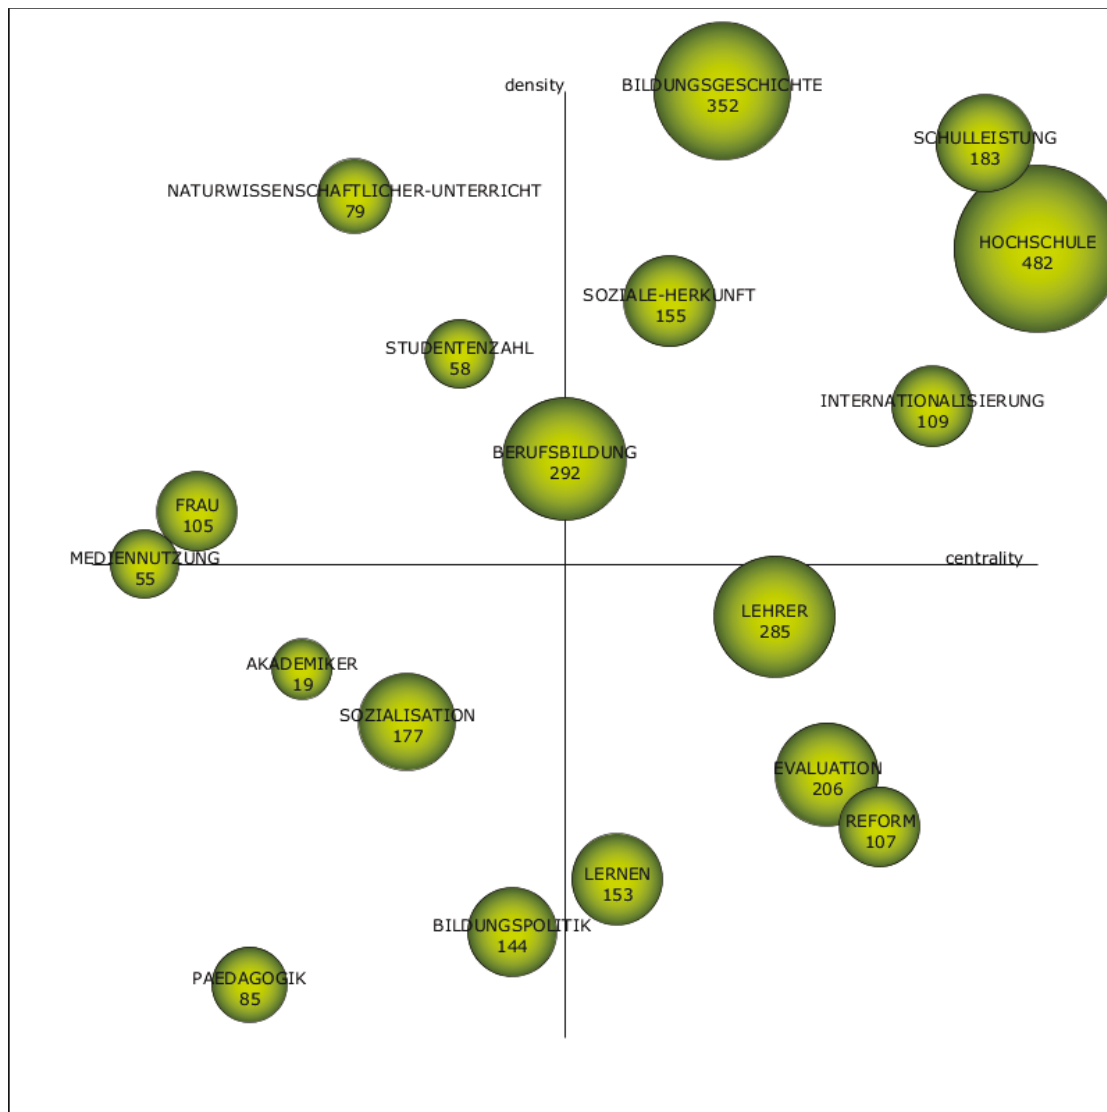 density
BILDUNGSGESCHICHTE
352
SCHULLEISTUNG
183
NATURWISSENSCHAFTLICHER-UNTERRICHT
79
HOCHSCHULE
482
SOZIALE-HERKUNFT
155
STUDENTENZAHL
58
INTERNATIONALISIERUNG
109
BERUFSBILDUNG
292
FRAU
105
MEDIENNUTZUNG
55
centrality
LEHRER
285
AKADEMIKER
19
SOZIALISATION
177
EVALUATION
206
REFORM
107
LERNEN
153
BILDUNGSPOLITIK
144
PAEDAGOGIK
85